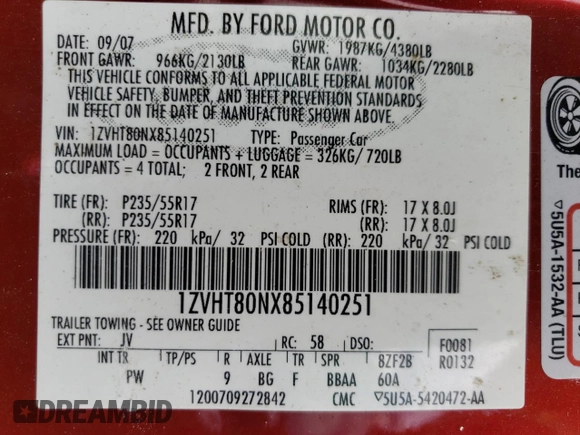 MFD. BY FORD MOTOR CO.
DATE: 09/07 GVWR: 1987KG/4380LB
FRONT GAWR: 966KG/2130LB REAR GAWR: 1034KG/2280LB
THIS VEHICLE CONFORMS TO ALL APPLICABLE FEDERAL MOTOR
VEHICLE SAFETY, BUMPER, AND THEFT PREVENTION STANDARDS
IN EFFECT ON THE DATE OF MANUFACTURE SHOWN ABOVE.
VIN: 1ZVHT80NX85140251 TYPE: Passenger Car
MAXIMUM LOAD = OCCUPANTS + LUGGAGE = 326KG/720LB
OCCUPANTS = 4 TOTAL; 2 FRONT, 2 REAR
TIRE (FR): P235/55R17 RIMS (FR): 17 X 8.0J
(RR): P235/55R17 (RR): 17 X 8.0J
PRESSURE (FR): 220 kPa/ 32 PSI COLD (RR): 220 kPa/ 32 PSI COLD
1ZVHT80NX85140251
TRAILER TOWING - SEE OWNER GUIDE
EXT PNT: JV RC: 58 DSO: F0081
INT TR TP/PS R AXLE TR SPR 8ZF2B R0132
PW 9 BG F BBAA 60A
1200709272842 CMC ▽5U5A-5420472-AA
The
▽5U5A-1532-AA (TLU)
© DREAMBID